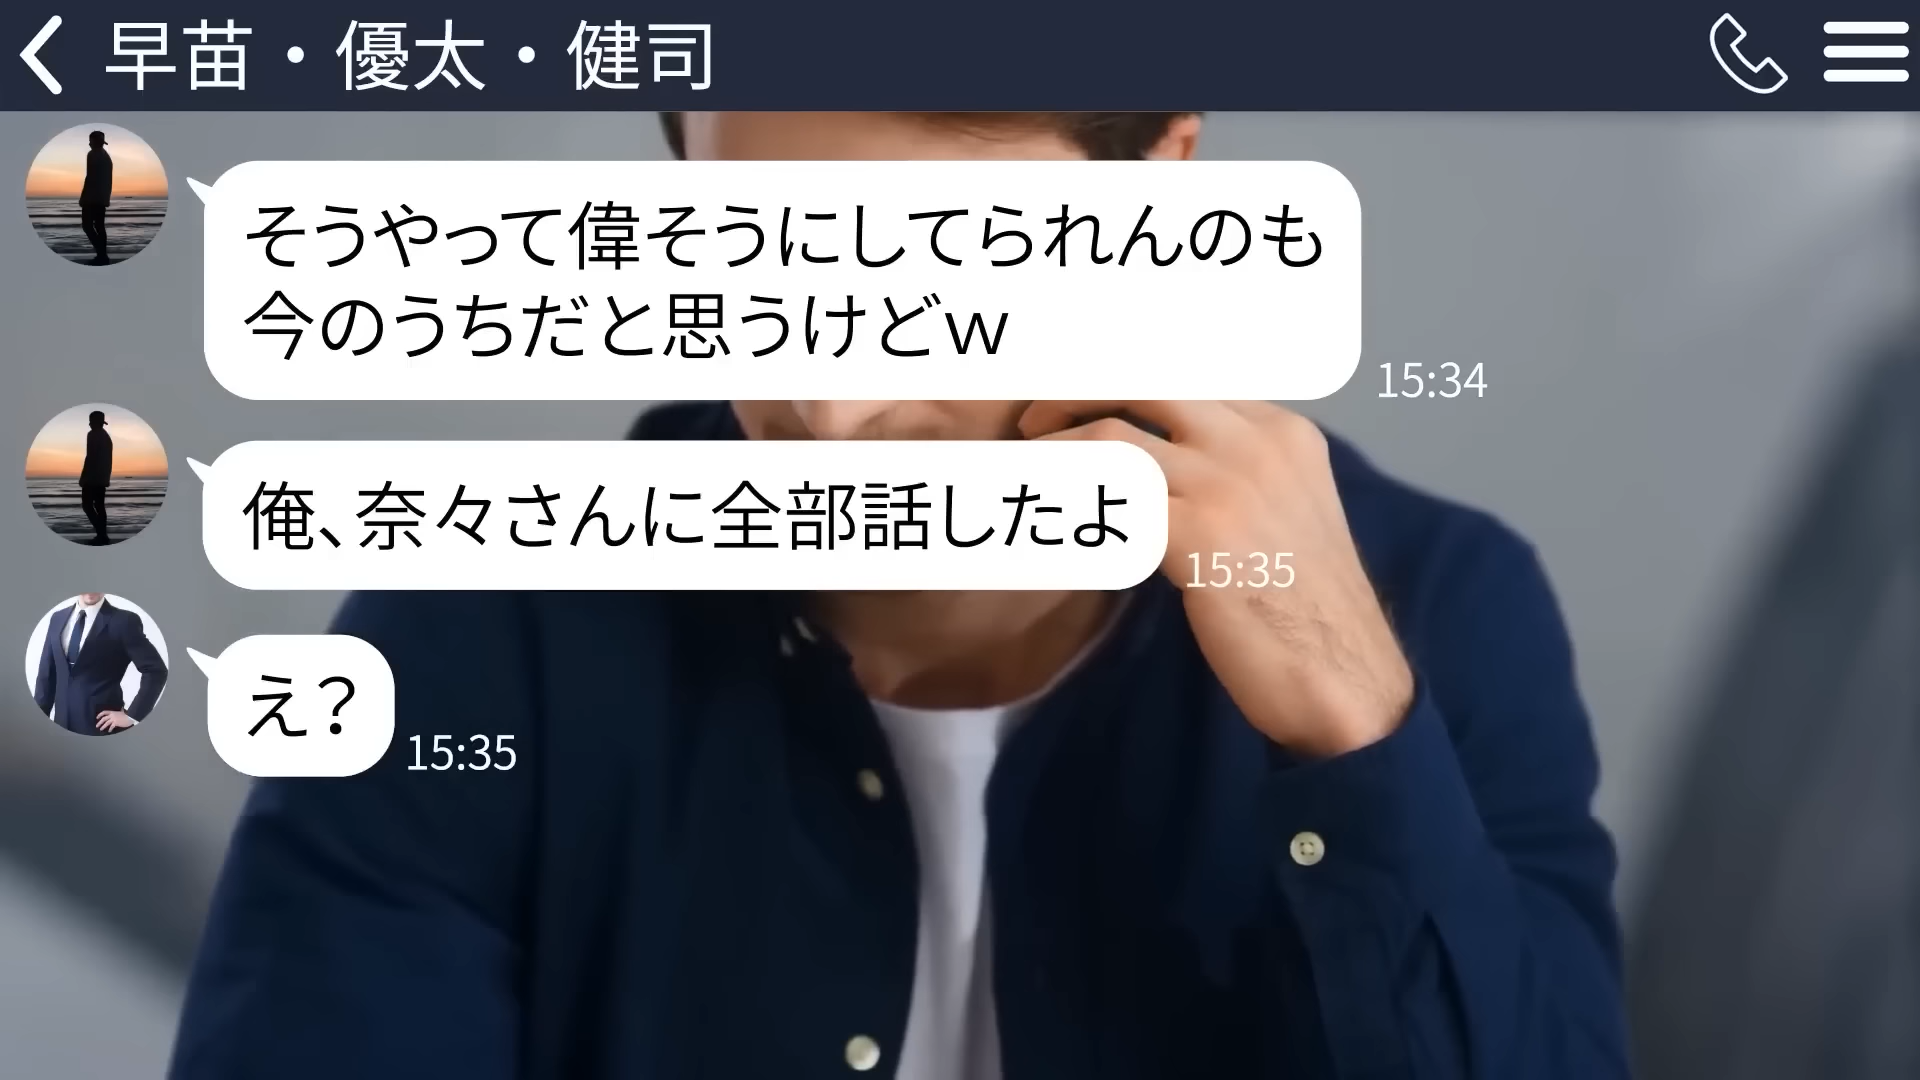 早苗・優太・健司
そうやって偉そうにしてられんのも
今のうちだと思うけどw
15:34
俺、奈々さんに全部話したよ
15:35
え?
15:35